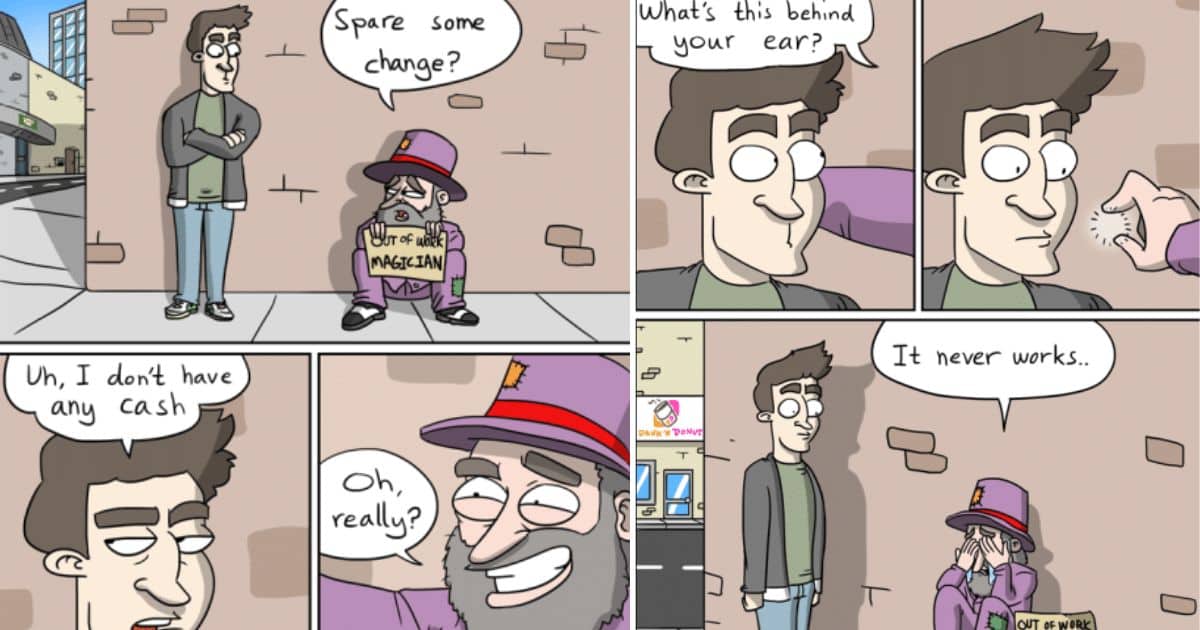 Spare some
change?
OUT OF WORK
MAGICIAN
Uh, I don't have
any cash
Oh,
really?
What's this behind
your ear?
It never works..
DONUT
OUT OF WORK